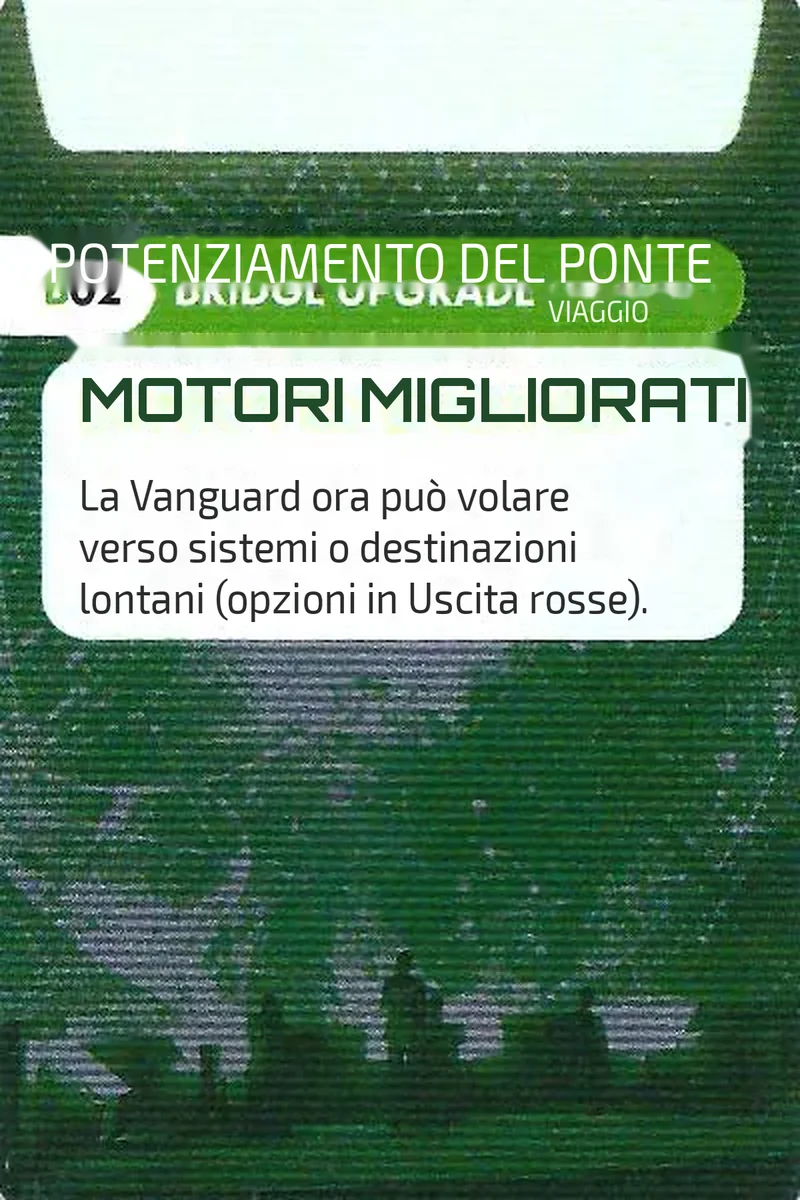 POTENZIAMENTO DEL PONTE
B02 BRIDGE UPGRADE
VIAGGIO
MOTORI MIGLIORATI
La Vanguard ora può volare
verso sistemi o destinazioni
lontani (opzioni in Uscita rosse).